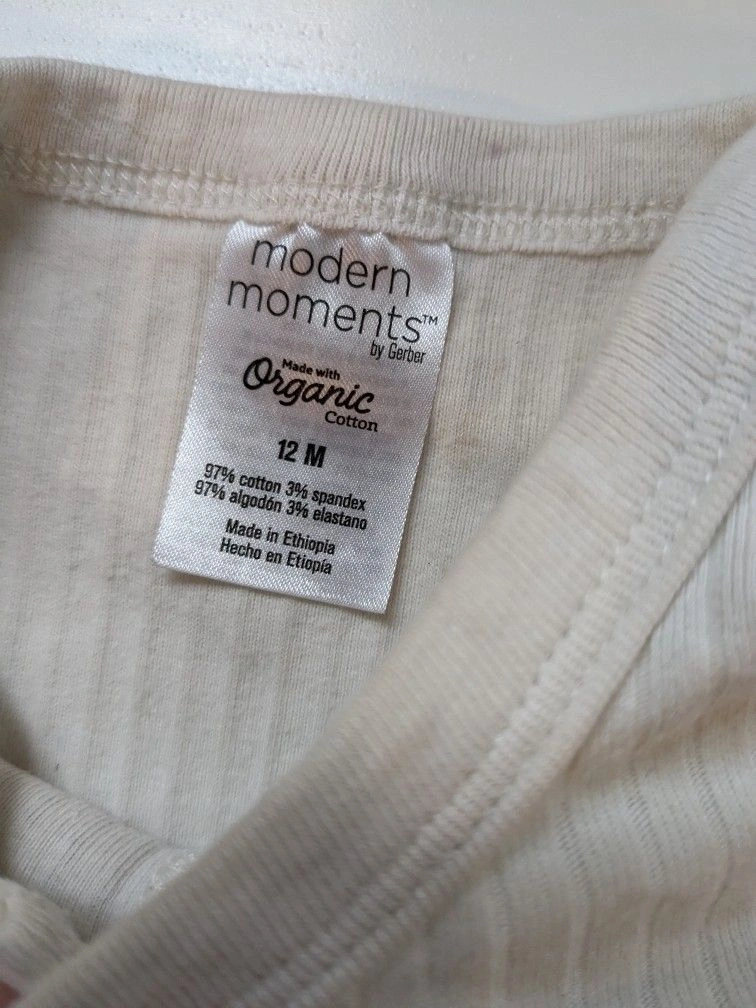 modern
moments™
by Gerber
Made with
Organic
Cotton
12 M
97% cotton 3% spandex
97% algodón 3% elastano
Made in Ethiopia
Hecho en Etiopía